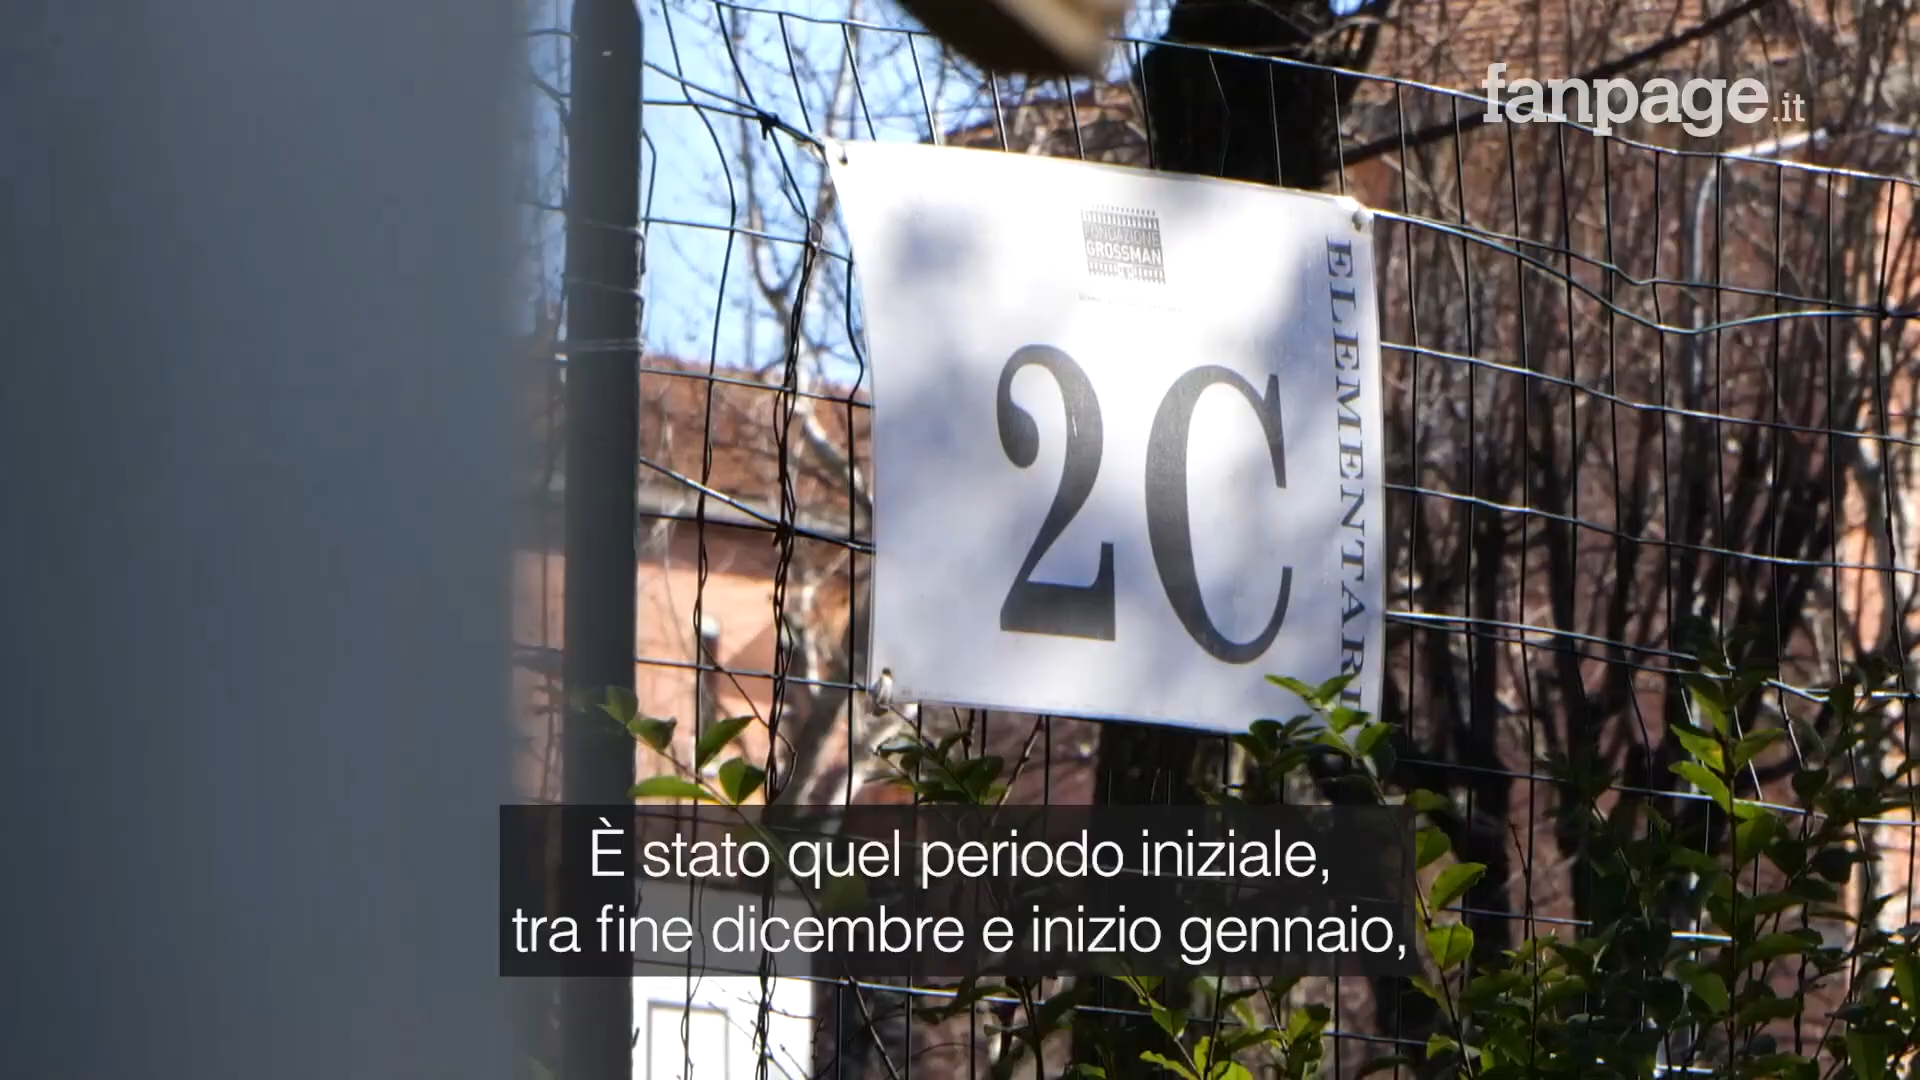 fanpage.it
FONDAZIONE
GROSSMAN
2C
ELEMENTARI
È stato quel periodo iniziale,
tra fine dicembre e inizio gennaio,